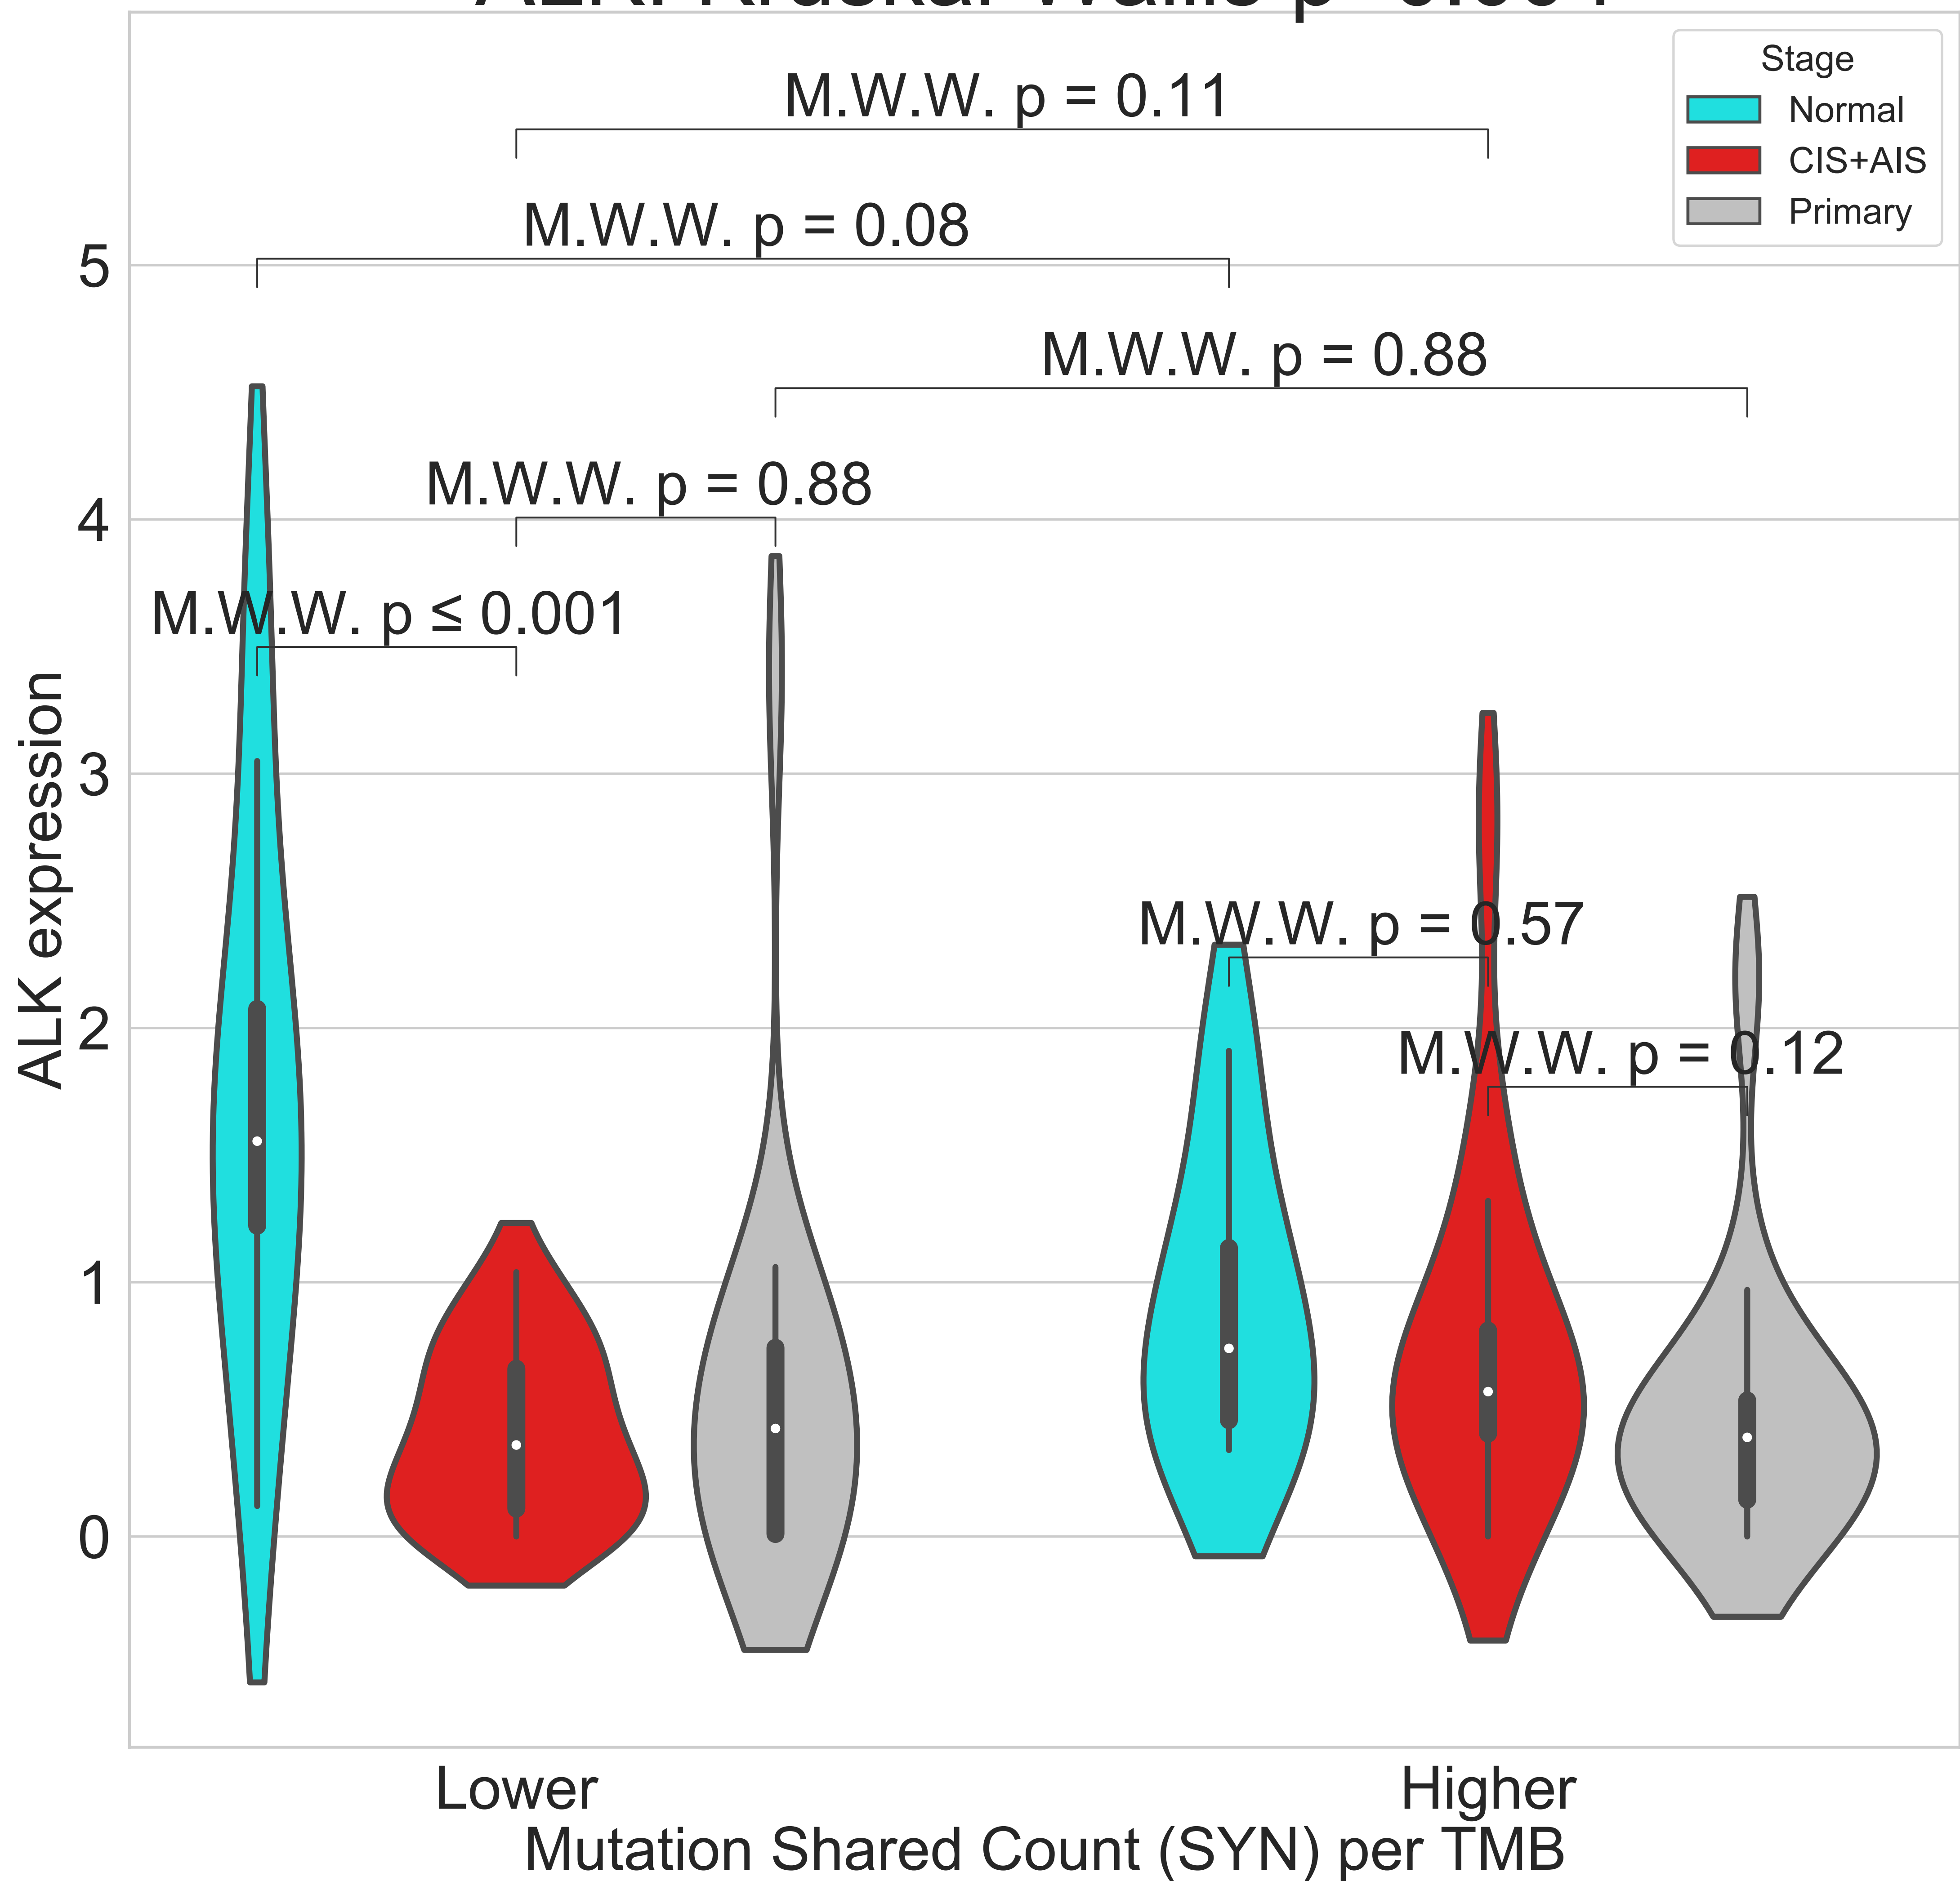 Stage
Normal
CIS+AIS
Primary
M.W.W. p = 0.11
M.W.W. p = 0.08
M.W.W. p = 0.88
M.W.W. p = 0.88
M.W.W. p ≤ 0.001
M.W.W. p = 0.57
M.W.W. p = 0.12
ALK expression
5
4
3
2
1
0
Lower
Higher
Mutation Shared Count (SYN) per TMB